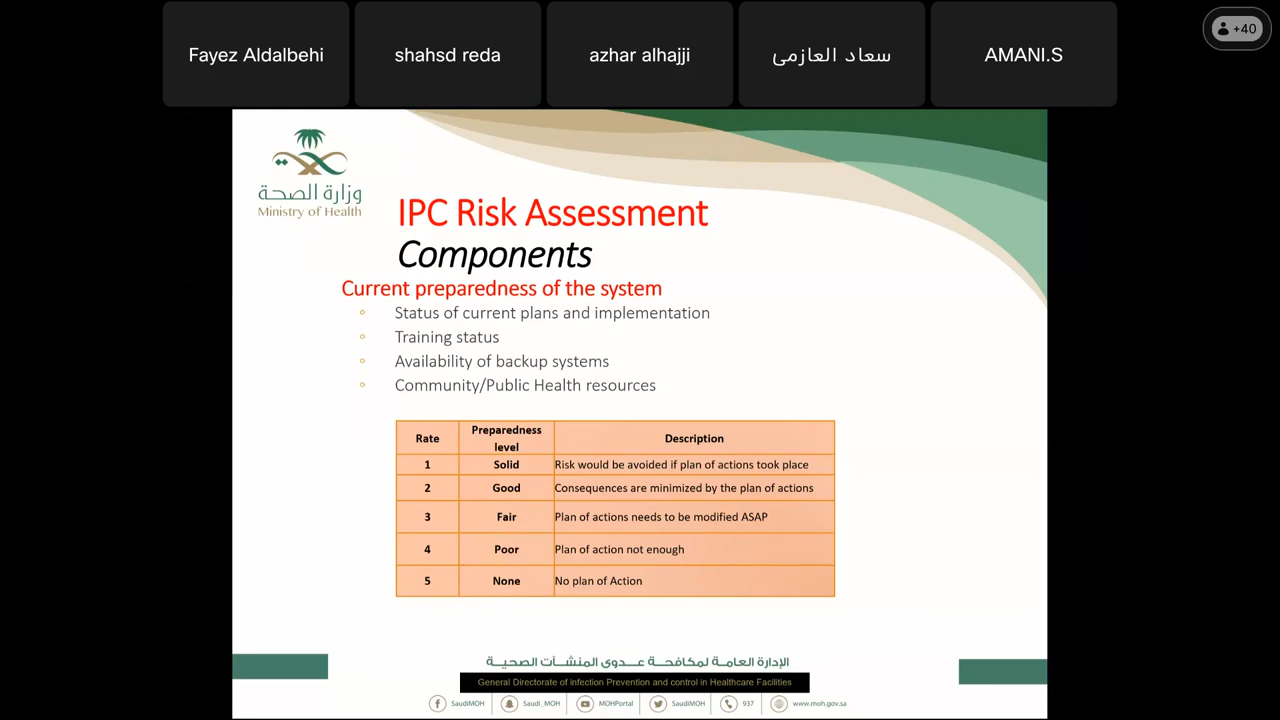 Fayez Aldalbehi
shahsd reda
azhar alhajji
سعاد العازمى
AMANI.S
+40
وزارة الصحة
Ministry of Health
IPC Risk Assessment
Components
Current preparedness of the system
Status of current plans and implementation
Training status
Availability of backup systems
Community/Public Health resources
Rate Preparedness level Description
1 Solid Risk would be avoided if plan of actions took place
2 Good Consequences are minimized by the plan of actions
3 Fair Plan of actions needs to be modified ASAP
4 Poor Plan of action not enough
5 None No plan of Action
الإدارة العامة لمكافحة عدوى المنشآت الصحية
General Directorate of infection Prevention and control in Healthcare Facilities
SaudiMOH Saudi_MOH MOHPortal SaudiMOH 937 www.moh.gov.sa